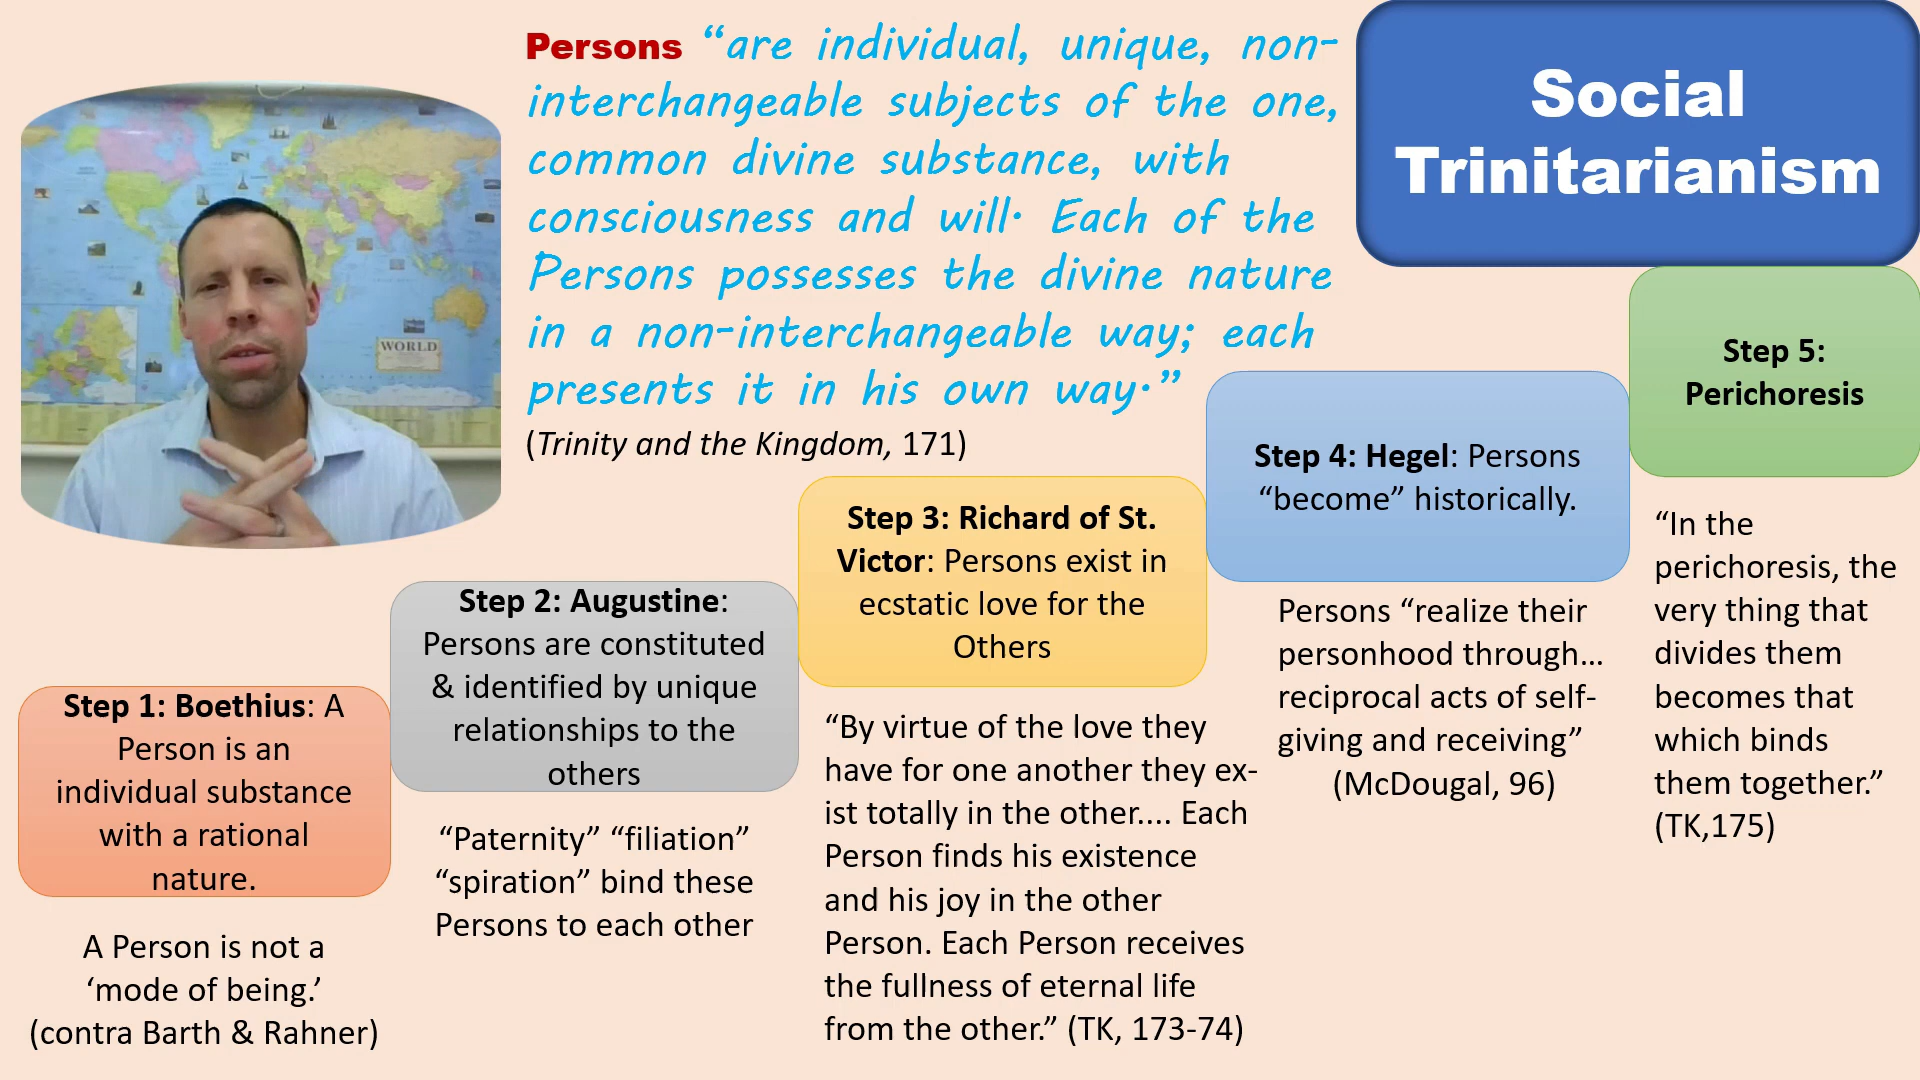 Persons “are individual, unique, non-
interchangeable subjects of the one,
common divine substance, with
consciousness and will. Each of the
Persons possesses the divine nature
in a non-interchangeable way; each
presents it in his own way.”
(Trinity and the Kingdom, 171)
Social
Trinitarianism
WORLD
Step 1: Boethius: A
Person is an
individual substance
with a rational
nature.
A Person is not a
‘mode of being.’
(contra Barth & Rahner)
Step 2: Augustine:
Persons are constituted
& identified by unique
relationships to the
others
“Paternity” “filiation”
“spiration” bind these
Persons to each other
Step 3: Richard of St.
Victor: Persons exist in
ecstatic love for the
Others
“By virtue of the love they
have for one another they ex-
ist totally in the other.... Each
Person finds his existence
and his joy in the other
Person. Each Person receives
the fullness of eternal life
from the other.” (TK, 173-74)
Step 4: Hegel: Persons
“become” historically.
Persons “realize their
personhood through...
reciprocal acts of self-
giving and receiving”
(McDougal, 96)
Step 5:
Perichoresis
“In the
perichoresis, the
very thing that
divides them
becomes that
which binds
them together.”
(TK,175)